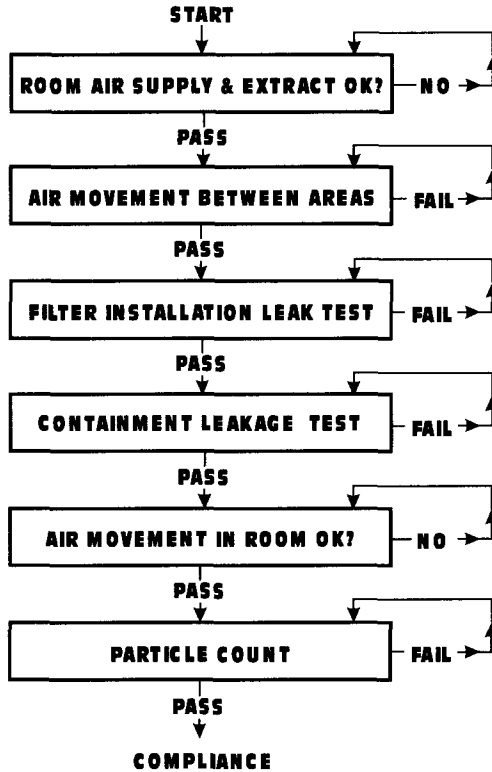 START
ROOM AIR SUPPLY & EXTRACT OK?
NO
PASS
AIR MOVEMENT BETWEEN AREAS
FAIL
PASS
FILTER INSTALLATION LEAK TEST
FAIL
PASS
CONTAINMENT LEAKAGE TEST
FAIL
PASS
AIR MOVEMENT IN ROOM OK?
NO
PASS
PARTICLE COUNT
FAIL
PASS
COMPLIANCE